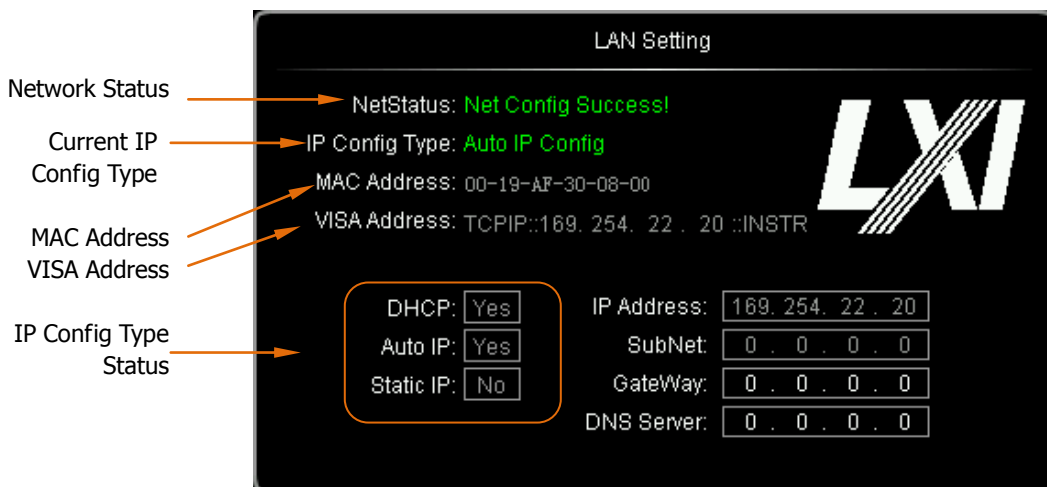 LAN Setting
Network Status
NetStatus: Net Config Success!
Current IP
Config Type
IP Config Type: Auto IP Config
MAC Address: 00-19-AF-30-08-00
VISA Address: TCPIP::169. 254. 22 . 20 ::INSTR
LXI
MAC Address
VISA Address
IP Config Type
Status
DHCP: Yes
Auto IP: Yes
Static IP: No
IP Address: 169. 254. 22 . 20
SubNet: 0 . 0 . 0 . 0
GateWay: 0 . 0 . 0 . 0
DNS Server: 0 . 0 . 0 . 0